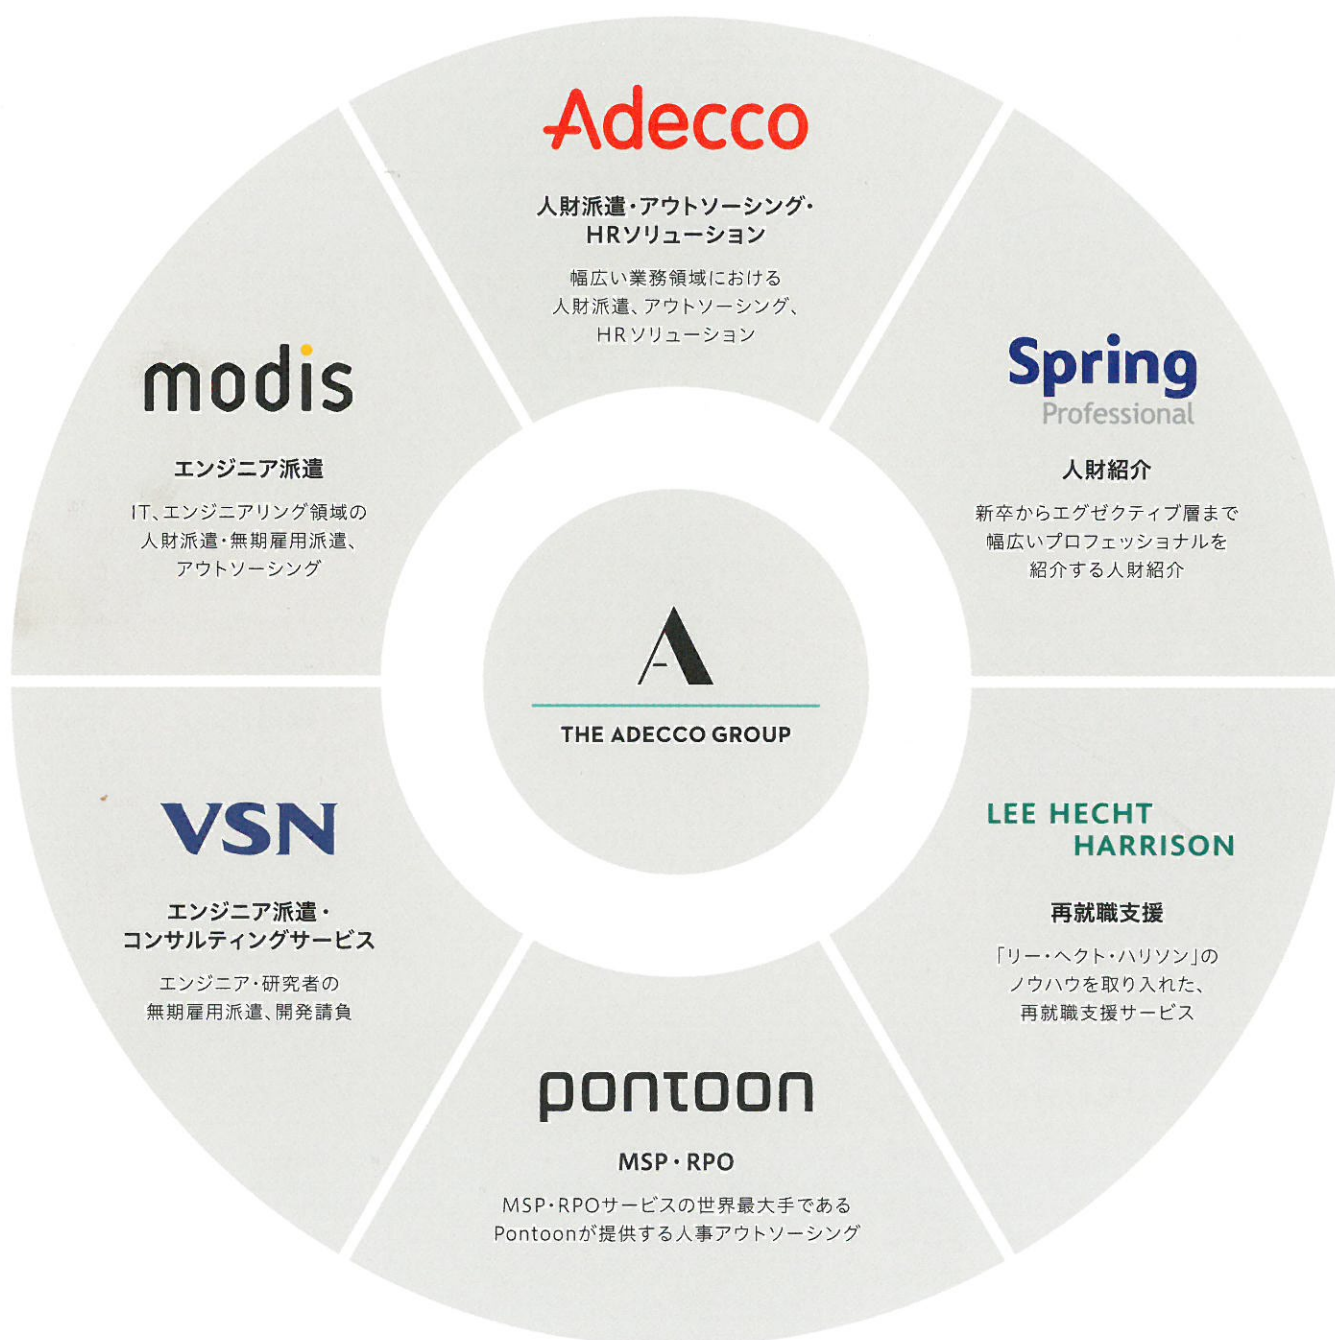 Adecco
人財派遣・アウトソーシング・
HRソリューション
幅広い業務領域における
人財派遣、アウトソーシング、
HRソリューション
Spring
Professional
人財紹介
新卒からエグゼクティブ層まで
幅広いプロフェッショナルを
紹介する人財紹介
LEE HECHT
HARRISON
再就職支援
「リー・ヘクト・ハリソン」の
ノウハウを取り入れた、
再就職支援サービス
pontoon
MSP・RPO
MSP・RPOサービスの世界最大手である
Pontoonが提供する人事アウトソーシング
VSN
エンジニア派遣・
コンサルティングサービス
エンジニア・研究者の
無期雇用派遣、開発請負
modis
エンジニア派遣
IT、エンジニアリング領域の
人財派遣・無期雇用派遣、
アウトソーシング
A
THE ADECCO GROUP